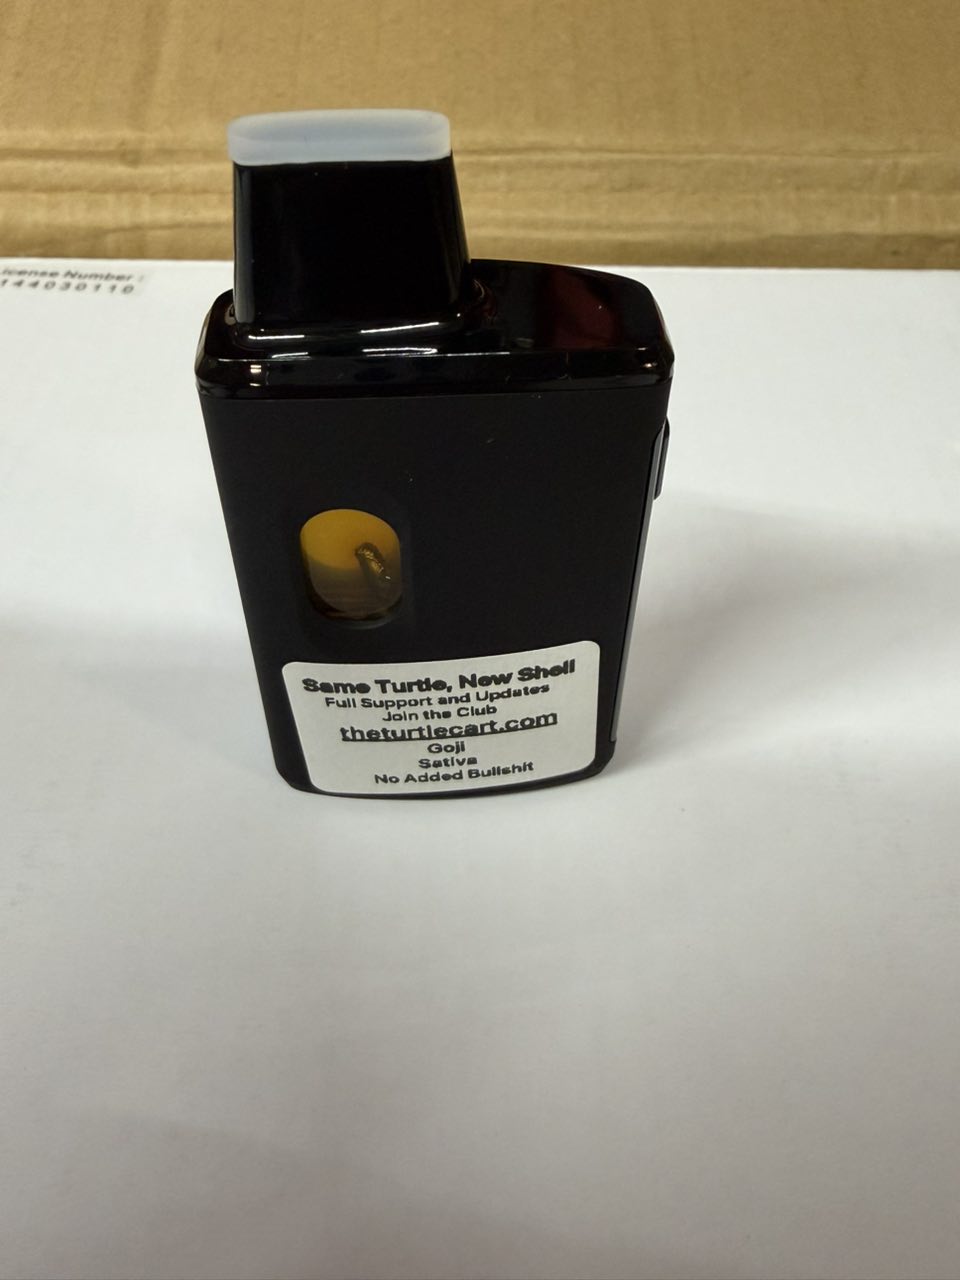 License Number :
144030110
Same Turtle, New Shell
Full Support and Updates
Join the Club
theturtlecart.com
Goji
Sativa
No Added Bullshit